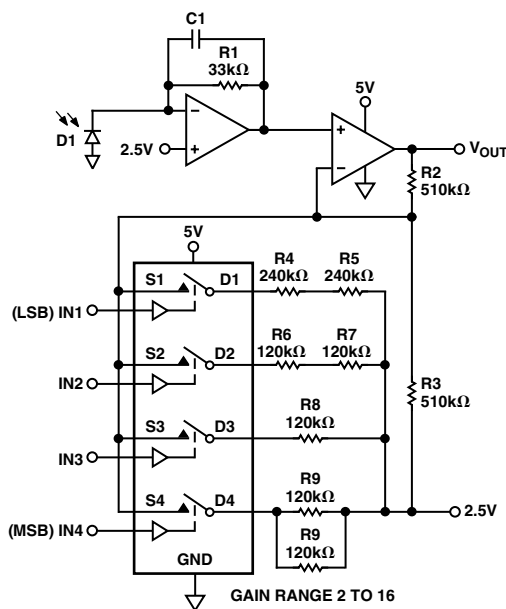 C1
R1
33kΩ
5V
D1
2.5V
−
+
+
−
VOUT
R2
510kΩ
5V
S1
D1
R4
240kΩ
R5
240kΩ
(LSB) IN1
S2
D2
R6
120kΩ
R7
120kΩ
IN2
R3
510kΩ
S3
D3
R8
120kΩ
IN3
S4
D4
R9
120kΩ
2.5V
(MSB) IN4
R9
120kΩ
GND
GAIN RANGE 2 TO 16